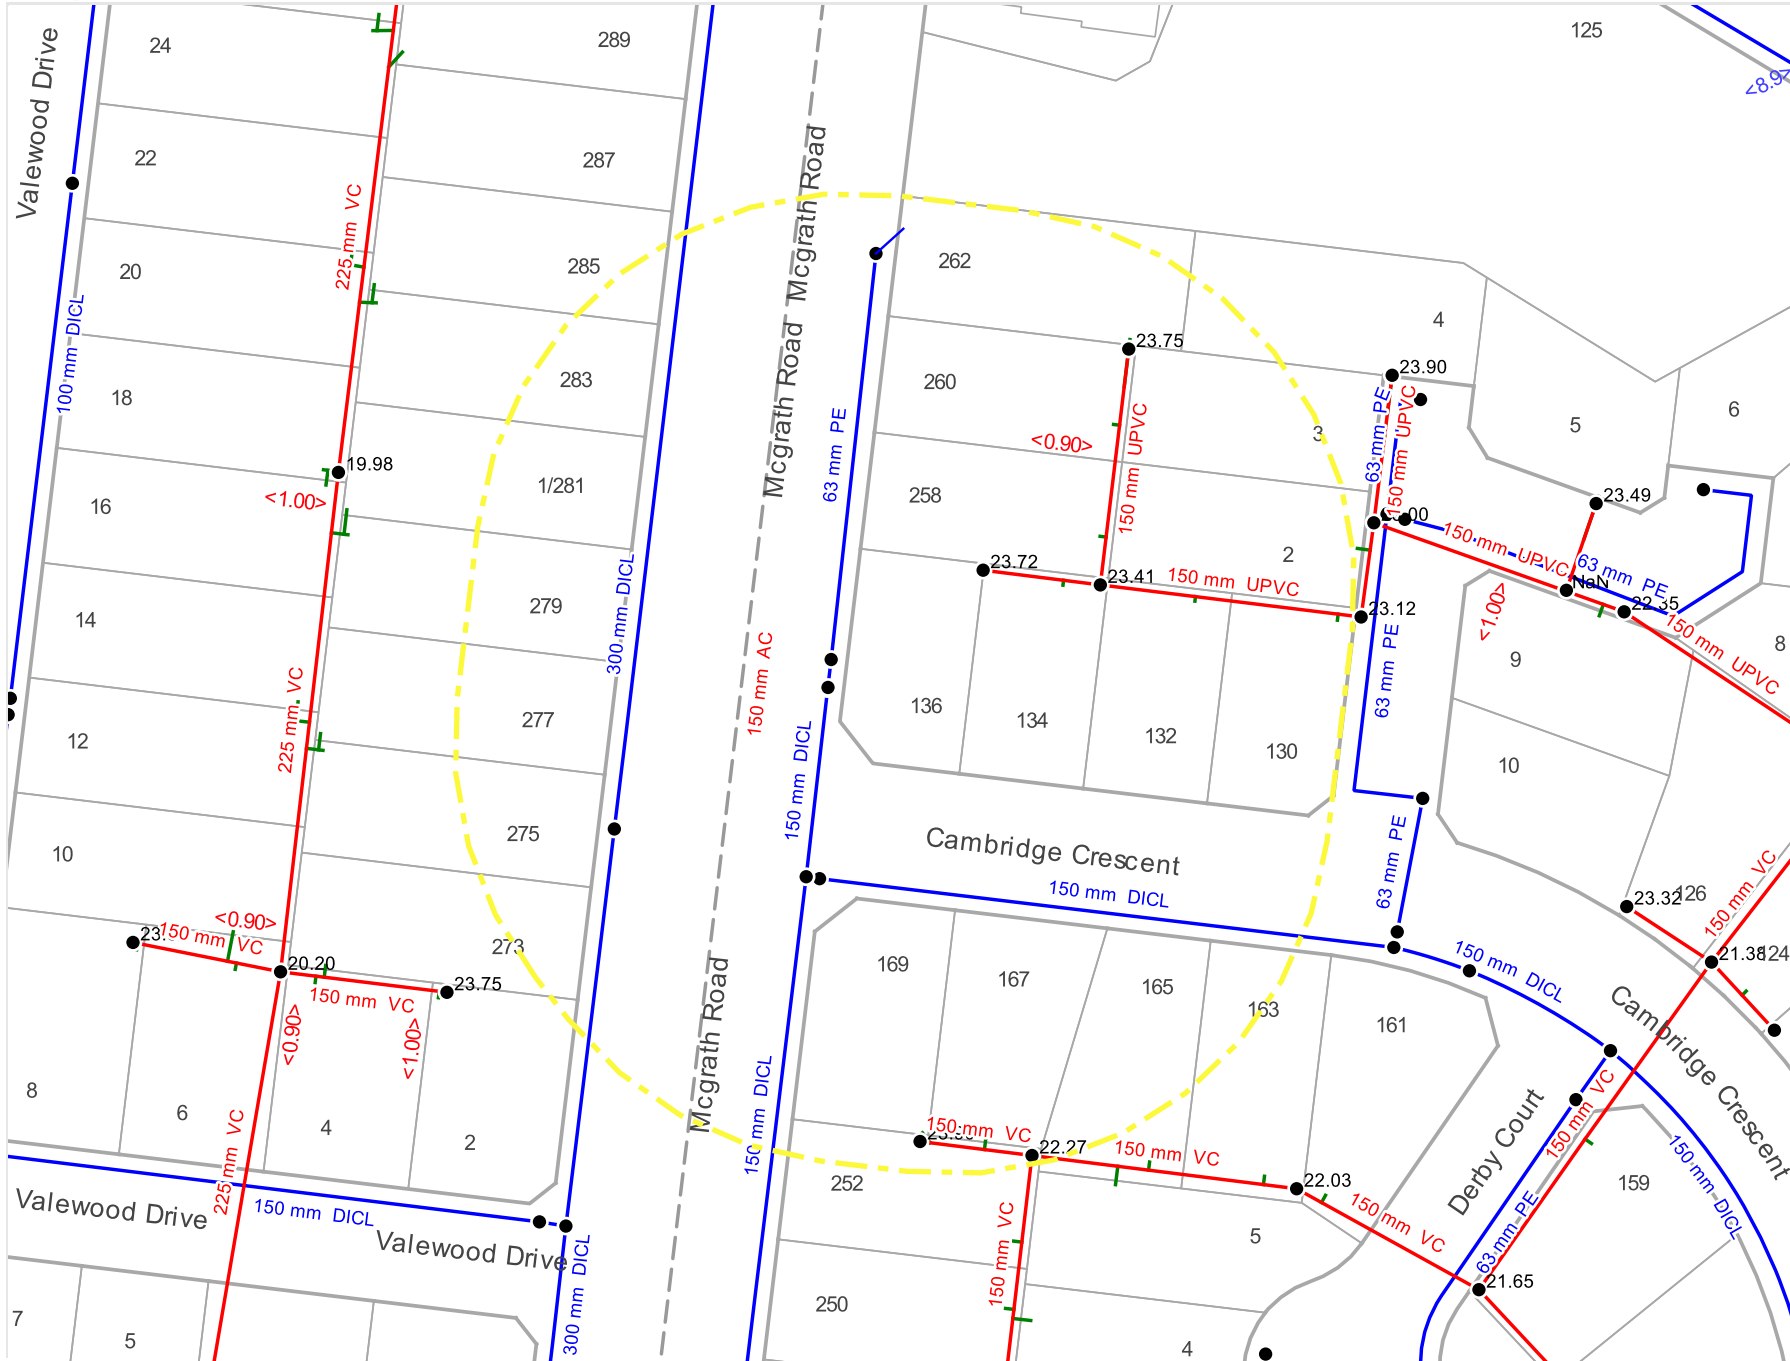 24
289
125
<8.9>
Valewood Drive
22
287
Mcgrath Road
225 mm VC
20
285
262
4
100 mm DICL
23.75
23.90
18
283
Mcgrath Road
260
3
5
6
63 mm PE
150 mm UPVC
63 mm PE
150 mm UPVC
<0.90>
19.98
<1.00>
16
1/281
258
23.49
150 mm UPVC
63 mm PE
NaN
22.35
<1.00>
14
279
300 mm DICL
23.72
23.41
150 mm UPVC
2
23.12
150 mm UPVC
8
9
225 mm VC
12
277
150 mm AC
136
134
132
130
63 mm PE
10
150 mm DICL
10
275
Cambridge Crescent
63 mm PE
150 mm DICL
150 mm VC
23.32
126
<0.90>
150 mm VC
20.20
23.75
150 mm VC
<0.90>
<1.00>
273
169
167
165
163
161
150 mm DICL
21.38
124
Cambridge Crescent
Mcgrath Road
8
6
4
2
225 mm VC
150 mm DICL
150 mm VC
22.27
150 mm VC
22.03
150 mm VC
Derby Court
150 mm VC
63 mm PE
159
150 mm DICL
Valewood Drive
150 mm DICL
Valewood Drive
300 mm DICL
252
150 mm VC
5
21.65
7
5
250
4